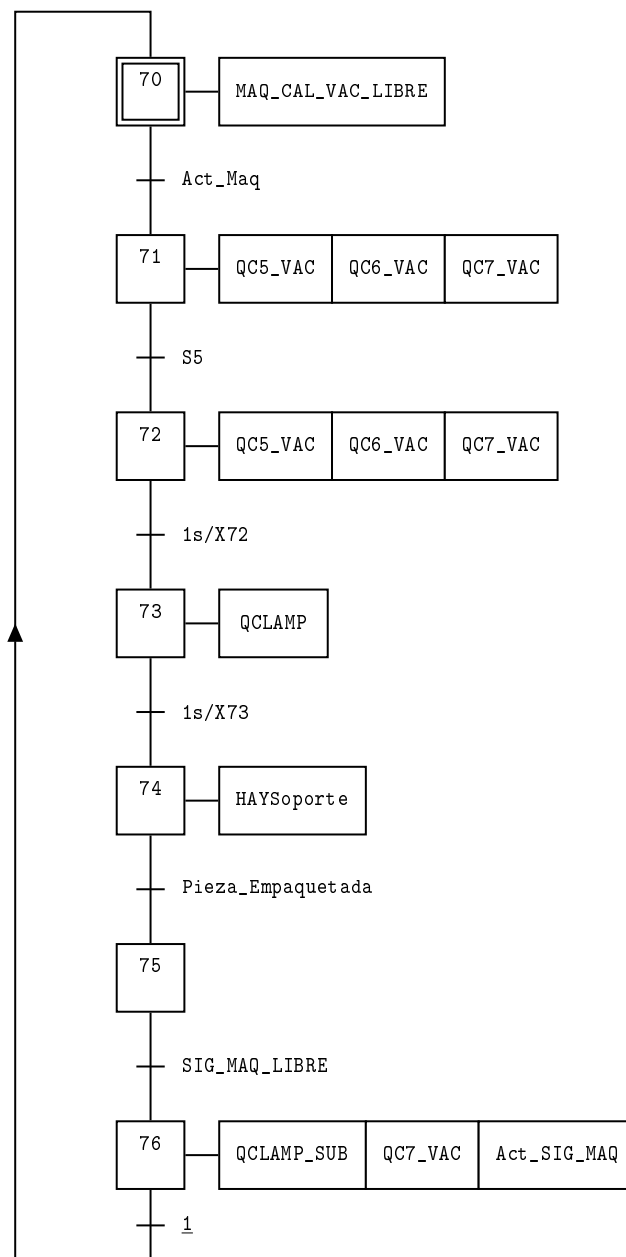 70 MAQ_CAL_VAC_LIBRE
Act_Maq
71 QC5_VAC QC6_VAC QC7_VAC
S5
72 QC5_VAC QC6_VAC QC7_VAC
1s/X72
73 QCLAMP
1s/X73
74 HAYSoporte
Pieza_Empaquetada
75
SIG_MAQ_LIBRE
76 QCLAMP_SUB QC7_VAC Act_SIG_MAQ
1